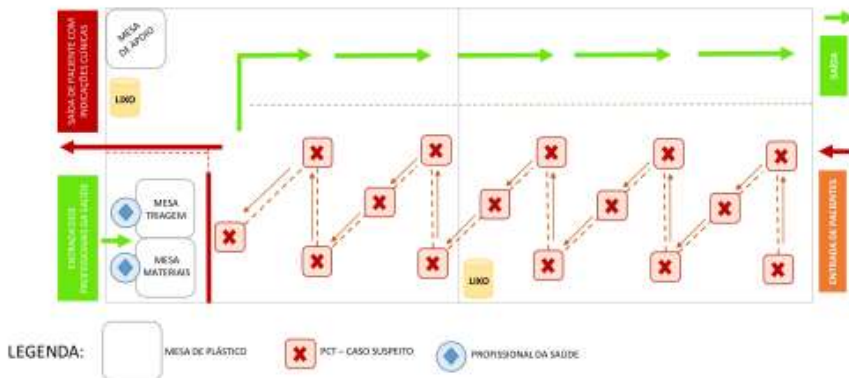 SAÍDA DE PACIENTE COM
INDICAÇÕES CLÍNICAS
MESA
DE APOIO
LIXO
SAÍDA
ENTRADA DOS
PROFISSIONAIS DA SAÚDE
MESA
TRIAGEM
MESA
MATERIAIS
LIXO
ENTRADA DE PACIENTES
LEGENDA:
MESA DE PLÁSTICO
PCT – CASO SUSPEITO
PROFISSIONAL DA SAÚDE